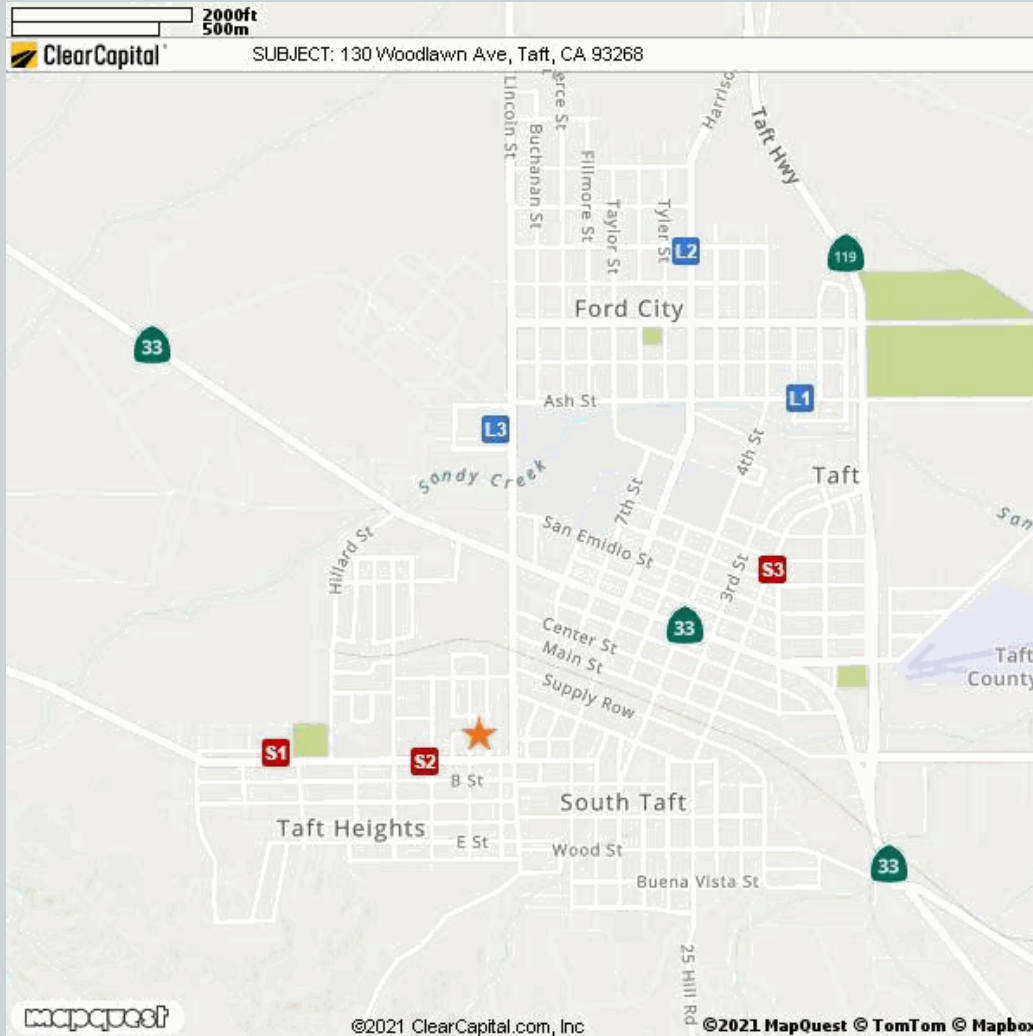 2000ft
500m
ClearCapital
SUBJECT: 130 Woodlawn Ave, Taft, CA 93268
Lincoln St
Buchanan St
Fillmore St
Taylor St
Tyler St
Taft Hwy
L2
119
Ford City
33
Ash St
L1
L3
Sandy Creek
4th St
Taft
7th St
San Emidio St
Hillard St
3rd St
S3
33
Center St
Main St
Supply Row
Taft
County
S1
S2
B St
South Taft
Taft Heights
E St
Wood St
33
Buena Vista St
25 Hill Rd
mapquest
©2021 ClearCapital.com, Inc
©2021 MapQuest © TomTom © Mapbox